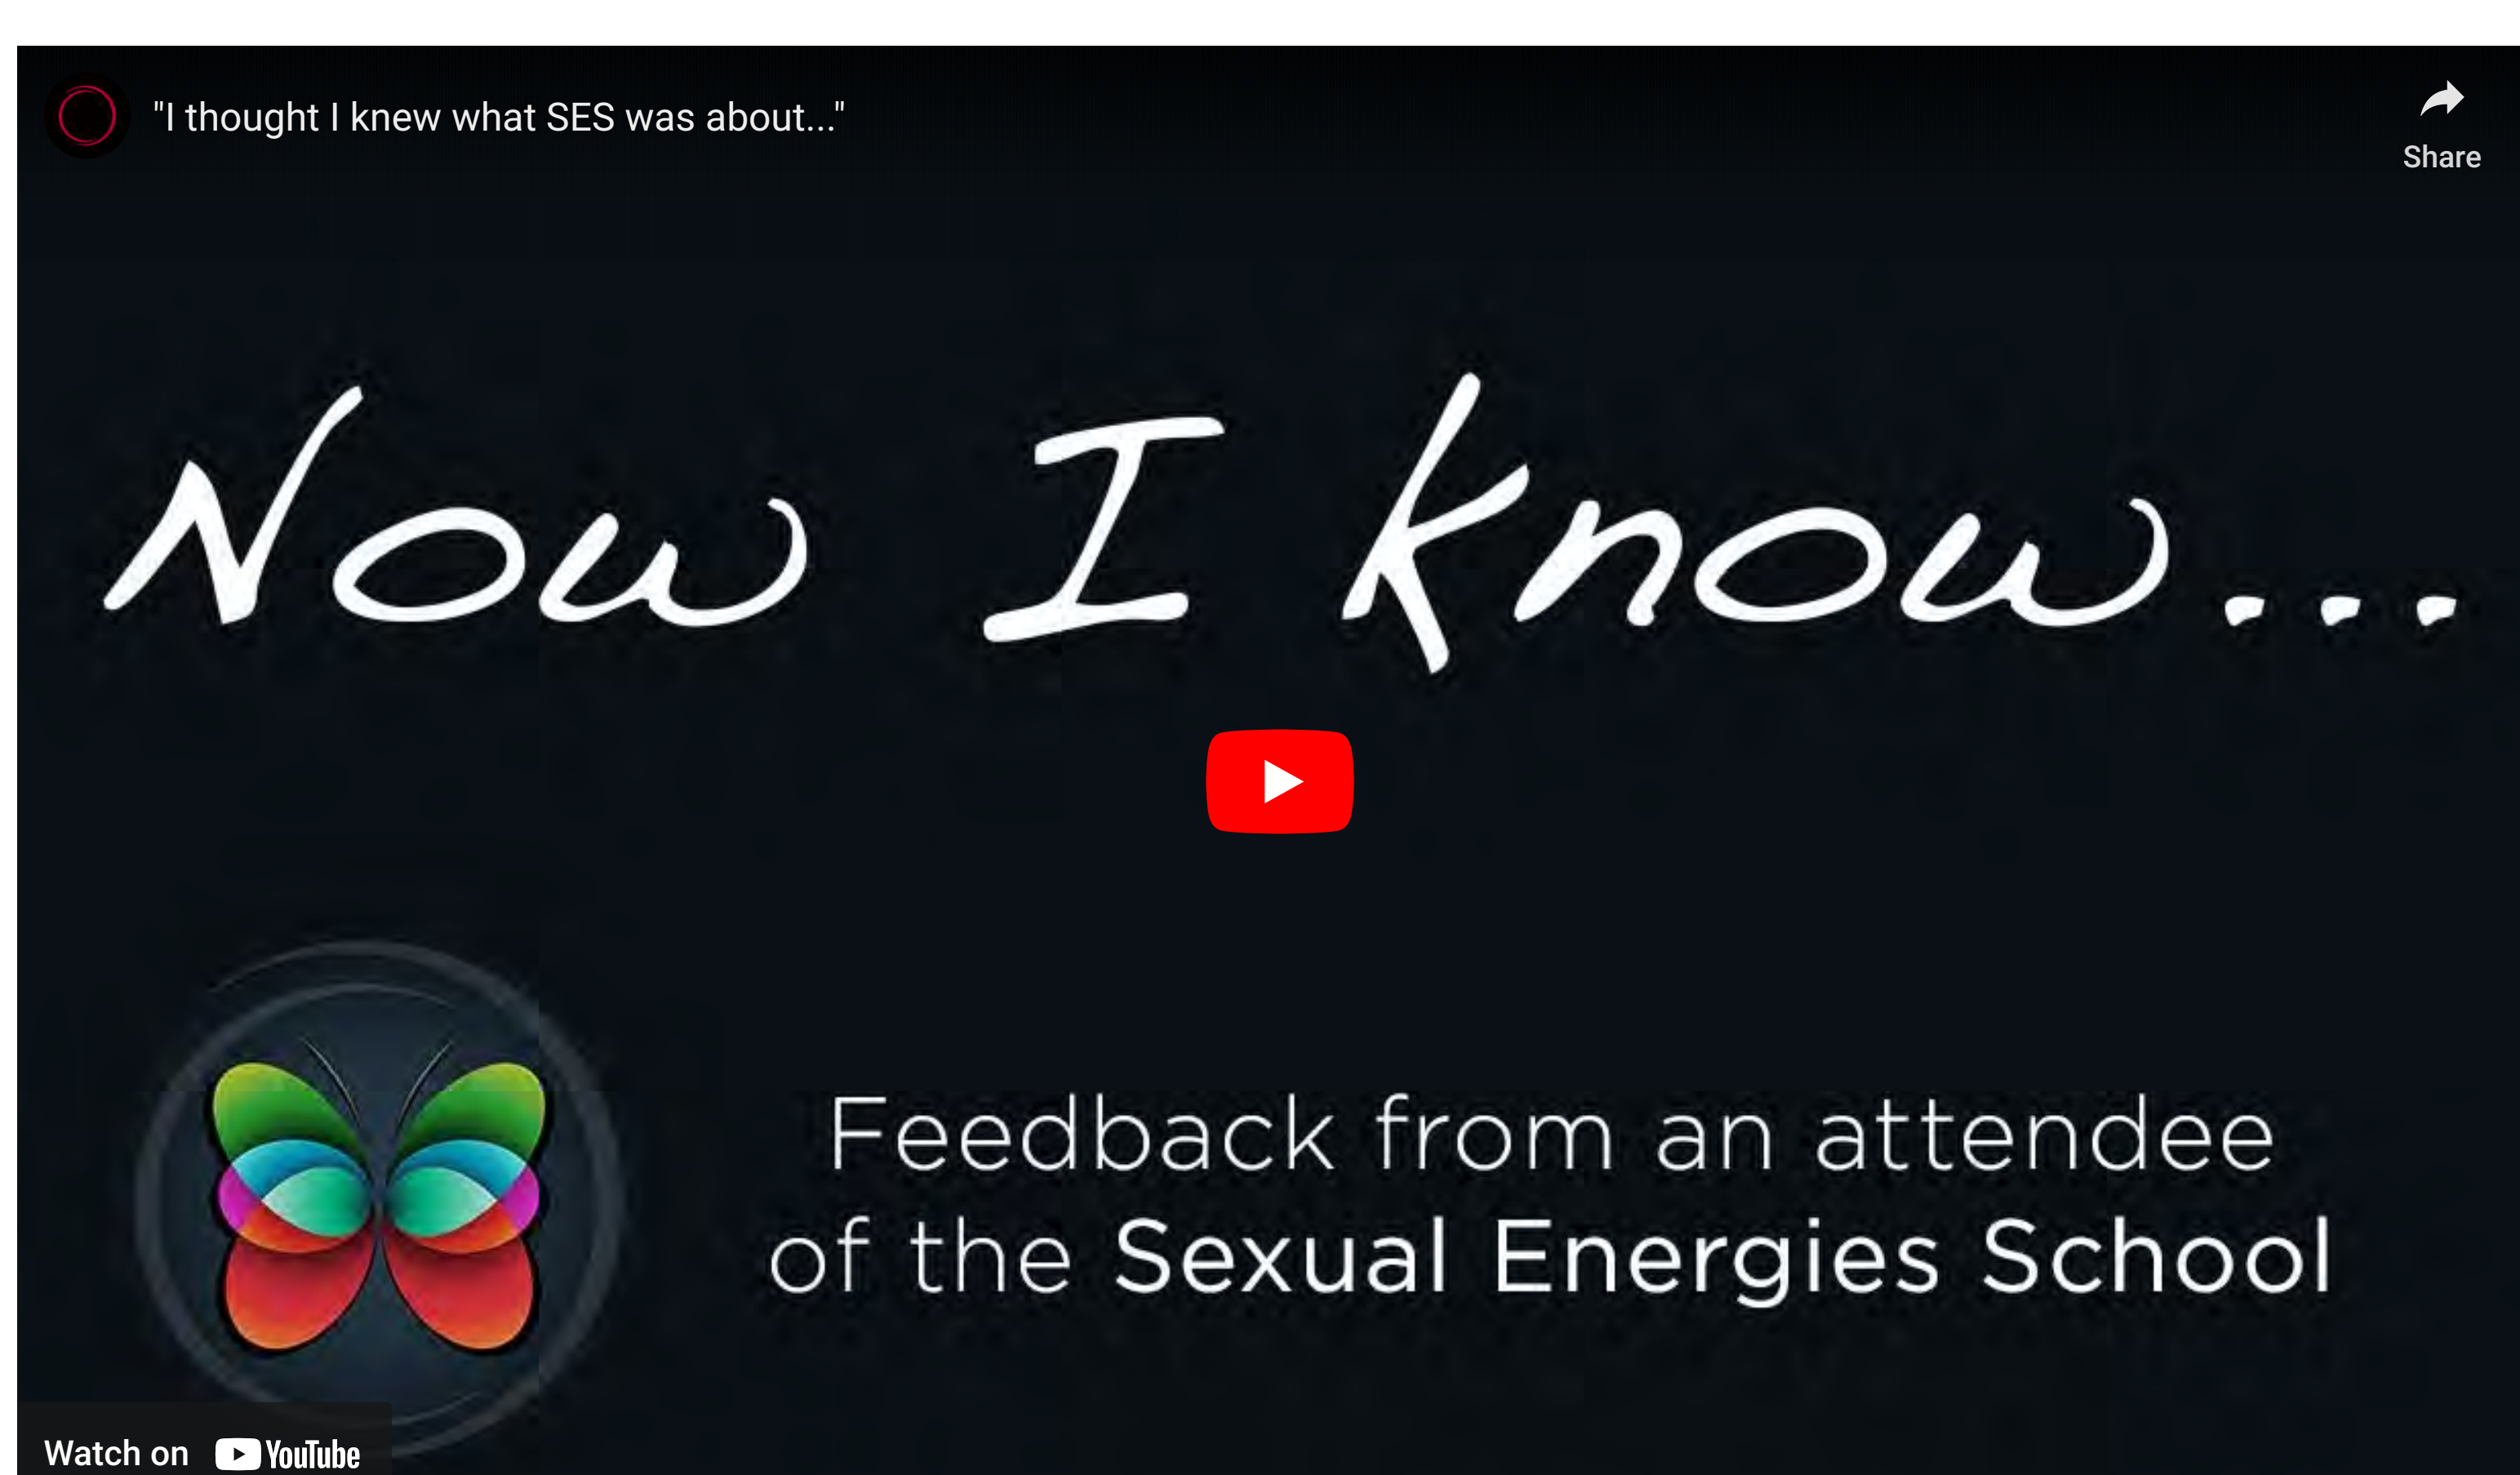 "I thought I knew what SES was about..."
Share
Now I know...
Feedback from an attendee
of the Sexual Energies School
Watch on YouTube